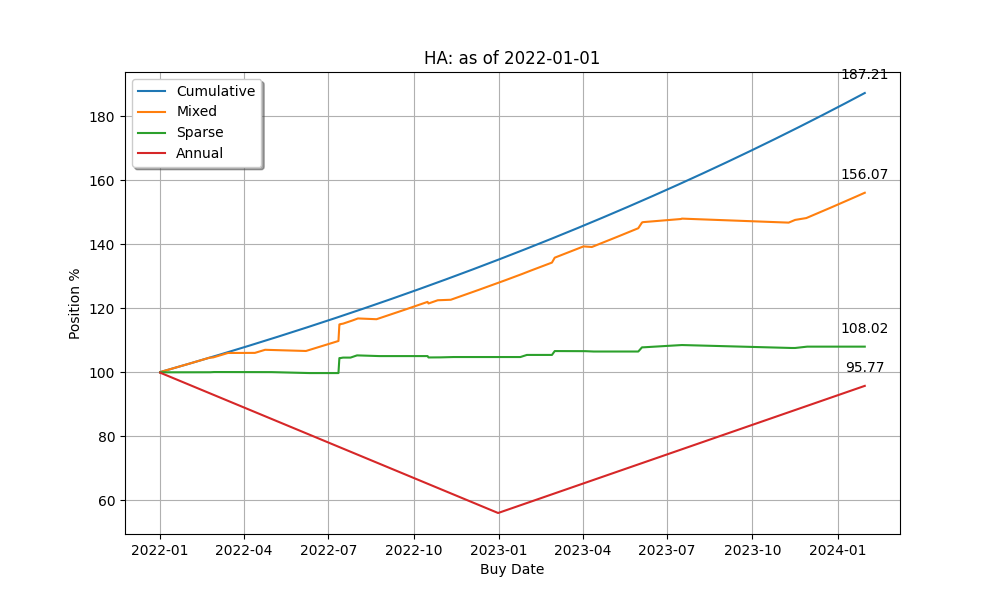 HA: as of 2022-01-01
187.21
Cumulative
Mixed
Sparse
Annual
156.07
108.02
95.77
180
160
140
120
100
80
60
Position %
2022-01 2022-04 2022-07 2022-10 2023-01 2023-04 2023-07 2023-10 2024-01
Buy Date